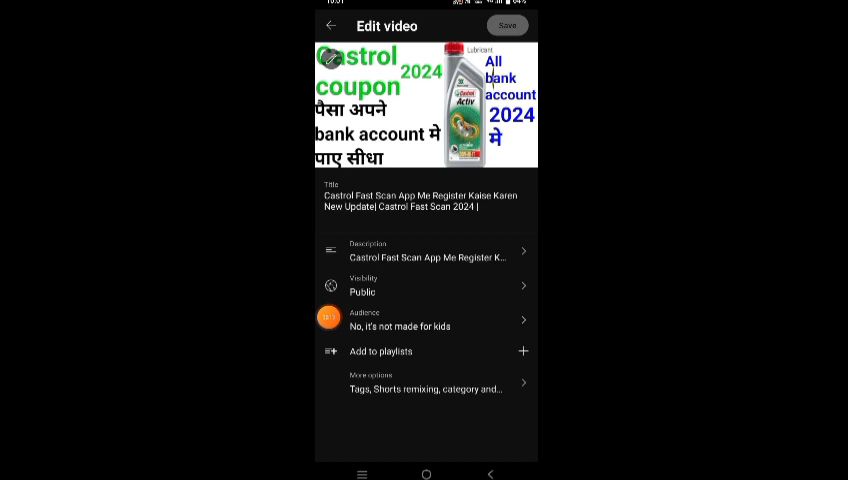 10:01
64%
Edit video
Save
Castrol
coupon 2024
पैसा अपने
bank account मे
पाए सीधा
Lubricant
All
bank
account
2024
मे
Castrol
Activ
Title
Castrol Fast Scan App Me Register Kaise Karen
New Update| Castrol Fast Scan 2024 |
Description
Castrol Fast Scan App Me Register K...
Visibility
Public
Audience
No, it's not made for kids
Add to playlists
More options
Tags, Shorts remixing, category and...